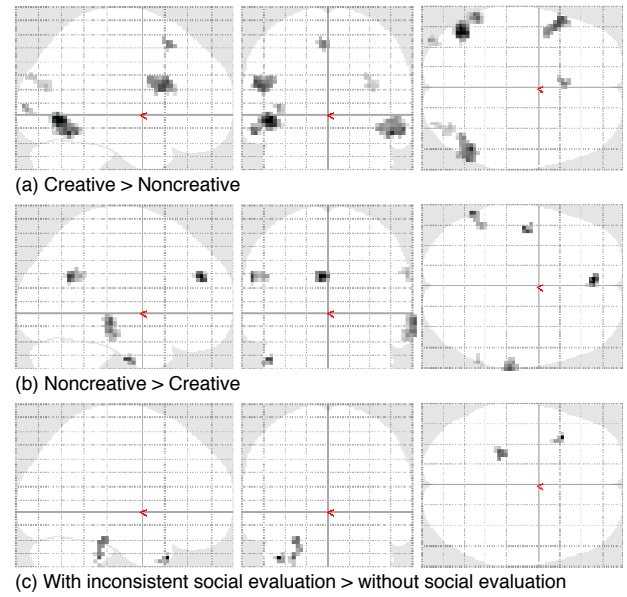 (a) Creative > Noncreative
(b) Noncreative > Creative
(c) With inconsistent social evaluation > without social evaluation